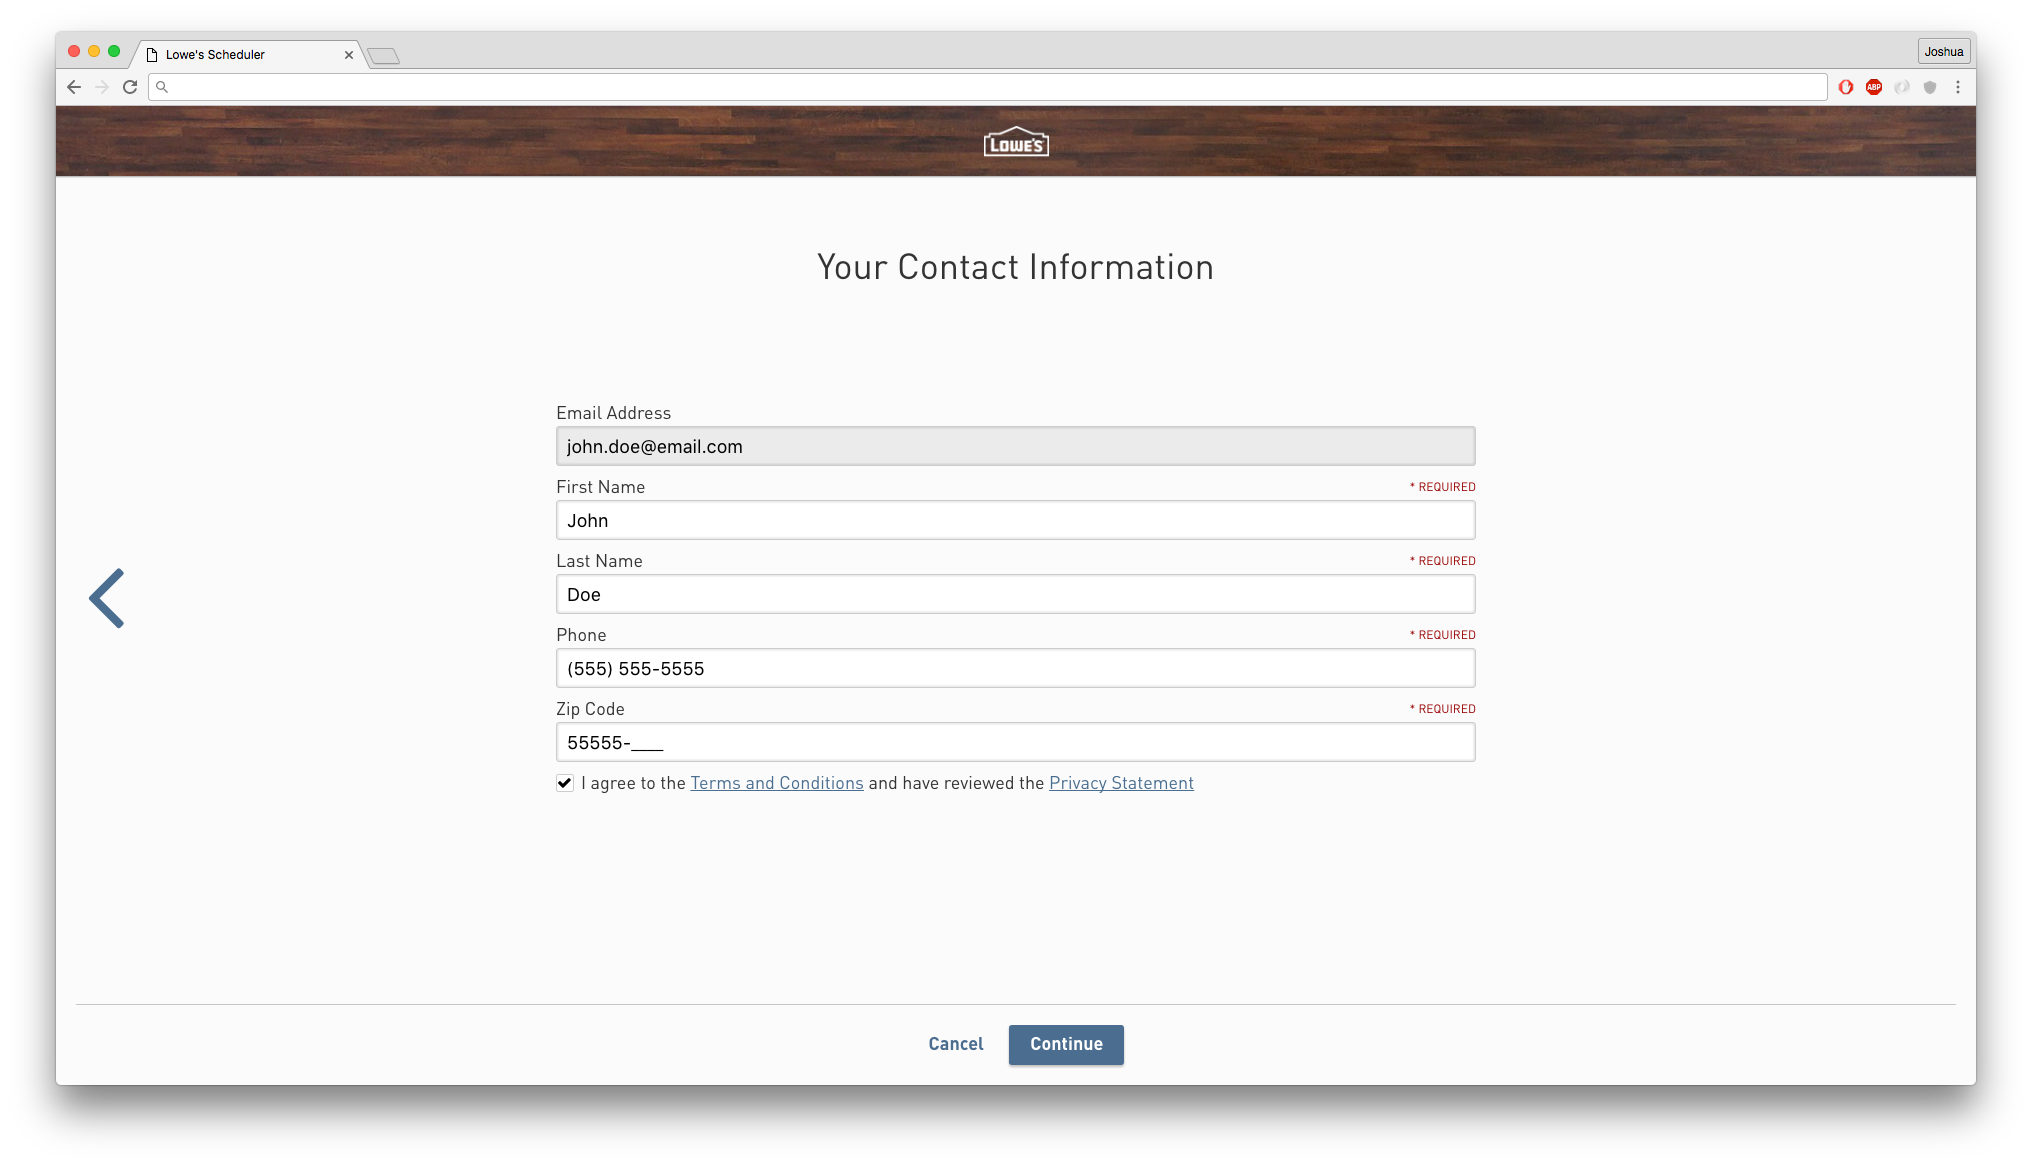 Lowe's Scheduler
Joshua
ABP
LOWE'S
Your Contact Information
Email Address
john.doe@email.com
First Name
* REQUIRED
John
Last Name
* REQUIRED
Doe
Phone
* REQUIRED
(555) 555-5555
Zip Code
* REQUIRED
55555-____
I agree to the Terms and Conditions and have reviewed the Privacy Statement
Cancel
Continue